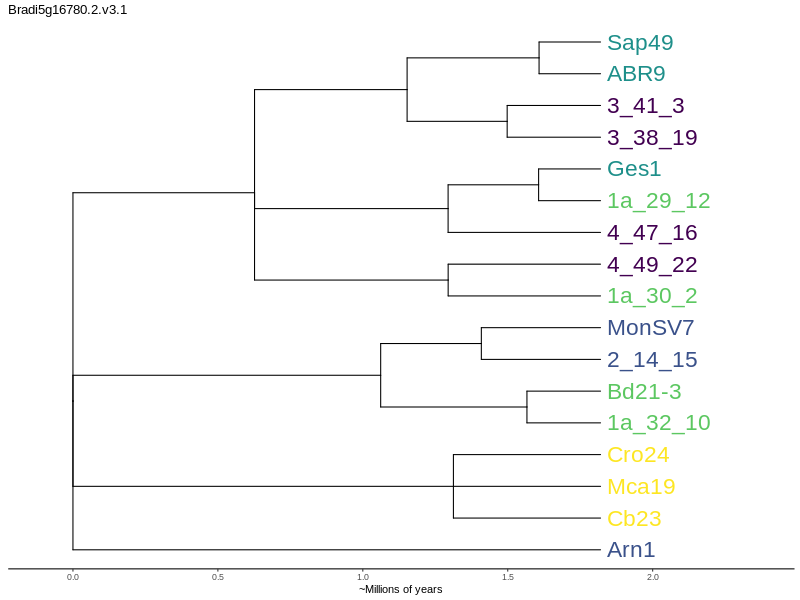 Bradi5g16780.2.v3.1
Sap49
ABR9
3_41_3
3_38_19
Ges1
1a_29_12
4_47_16
4_49_22
1a_30_2
MonSV7
2_14_15
Bd21-3
1a_32_10
Cro24
Mca19
Cb23
Arn1
0.0 0.5 1.0 1.5 2.0
~Millions of years